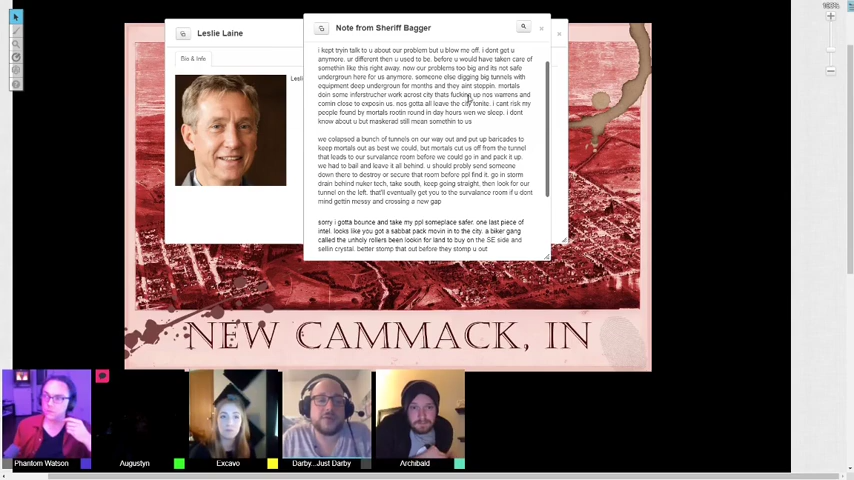 100%
Leslie Laine
Note from Sheriff Bagger
Bio & Info
Lesli
i kept tryin talk to u about our problem but u blow me off. i dont get u
anymore. ur different then u used to be. before u would have taken care of
somethin like this right away. now our problems too big and its not safe
undergroun here for us anymore. someone else digging big tunnels with
equipment deep undergroun for months and they aint stoppin. mortals
doin some inferstrucher work acrost city thats fucking up nos warrens and
comin close to exposin us. nos gotta all leave the city tonite. i cant risk my
people found by mortals rootin round in day hours wen we sleep. i dont
know about u but maskerad still mean somethin to us
we colapsed a bunch of tunnels on our way out and put up baricades to
keep mortals out as best we could, but mortals cut us off from the tunnel
that leads to our survalance room before we could go in and pack it up.
we had to bail and leave it all behind. u should probly send someone
down there to destroy or secure that room before ppl find it. go in storm
drain behind nuker tech, take south, keep going straight, then look for our
tunnel on the left. that'll eventually get you to the survalance room if u dont
mind gettin messy and crossing a new gap
sorry i gotta bounce and take my ppl someplace safer. one last piece of
intel. looks like you got a sabbat pack movin in to the city. a biker gang
called the unholy rollers been lookin for land to buy on the SE side and
sellin crystal. better stomp that out before they stomp u out
NEW CAMMACK, IN
Phantom Watson
Augustyn
Excavo
Darby...Just Darby
Archibald